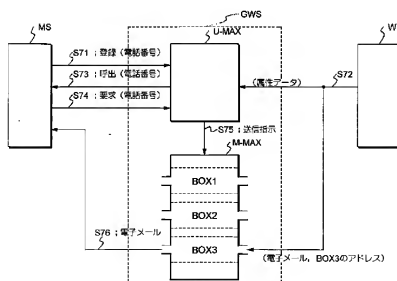 GWS
MS
U-MAX
S71；登録（電話番号）
S73；呼出（電話番号）
S74；要求（電話番号）
（属性データ）
S72
S75；送信指示
M-MAX
BOX1
BOX2
BOX3
S76；電子メール
（電子メール，BOX3のアドレス）